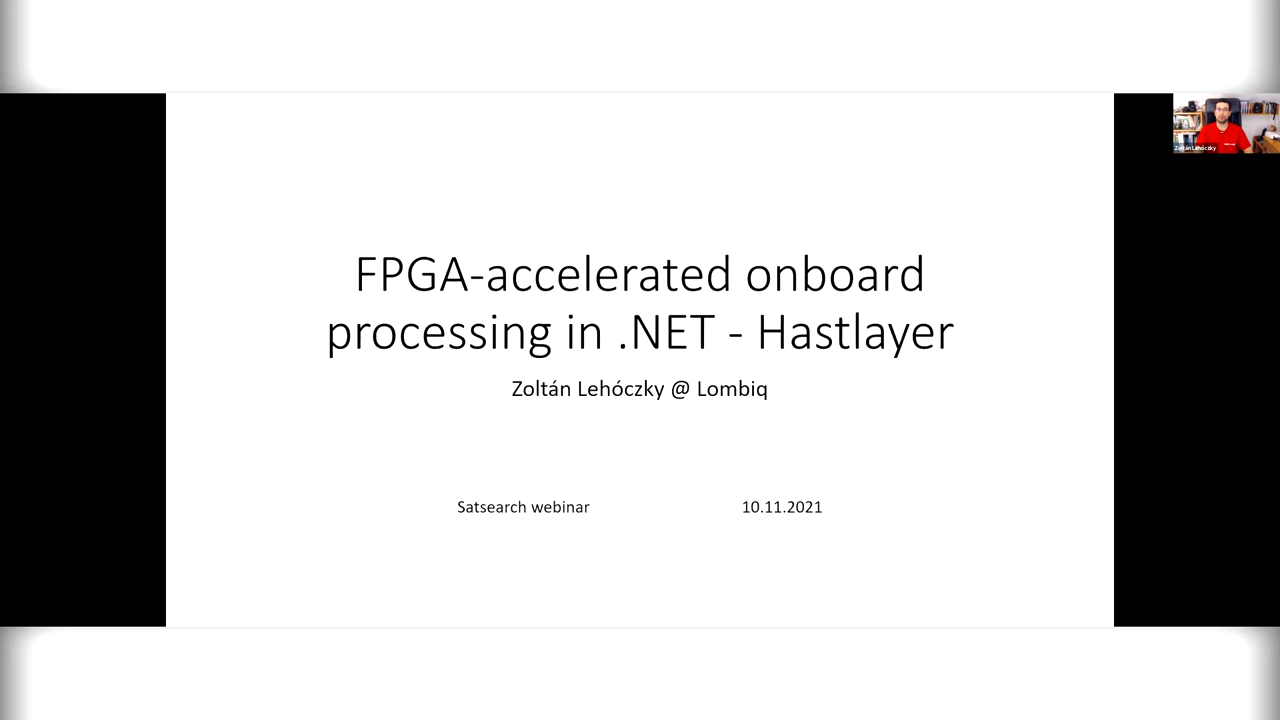 FPGA-accelerated onboard
processing in .NET - Hastlayer
Zoltán Lehóczky @ Lombiq
Satsearch webinar
10.11.2021
Zoltán Lehóczky